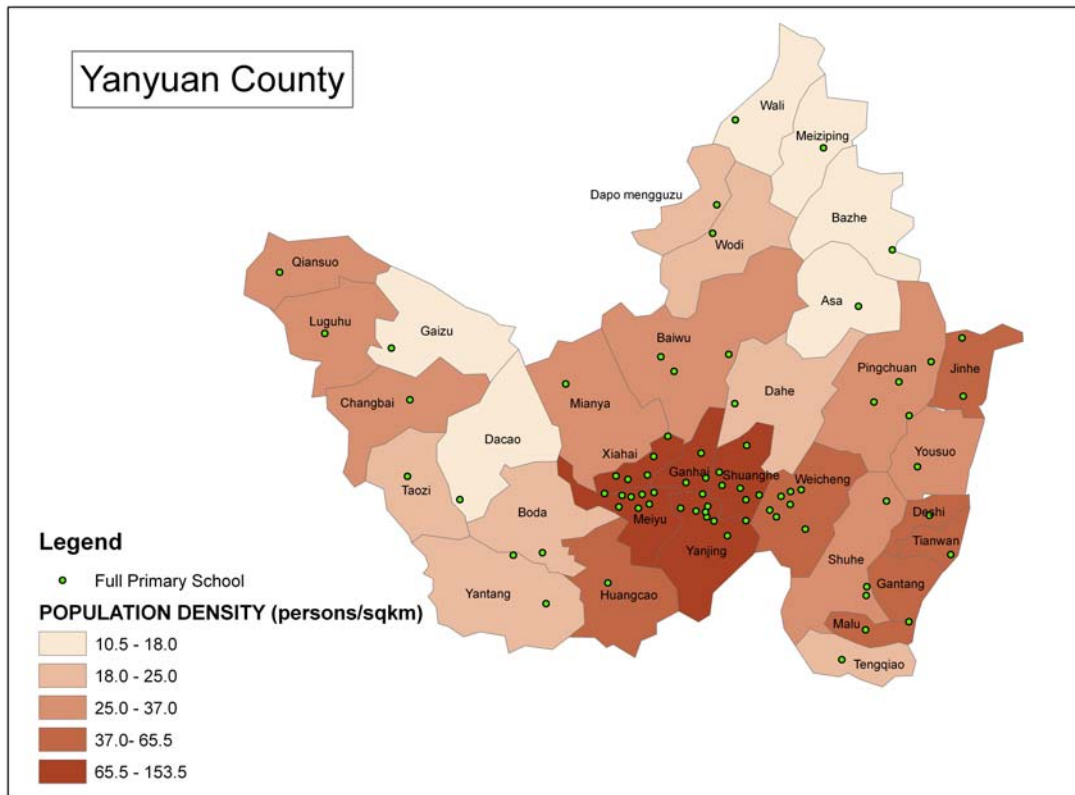 Yanyuan County
Wali
Meiziping
Dapo mengguzu
Bazhe
Wodi
Qiansuo
Asa
Luguhu
Gaizu
Baiwu
Pingchuan
Jinhe
Dahe
Mianya
Changbai
Dacao
Xiahai
Yousuo
Ganhai
Shuanghe
Weicheng
Taozi
Boda
Meiyu
Deshi
Tianwan
Yanjing
Shuhe
Gantang
Yantang
Huangcao
Malu
Tengqiao
Legend
Full Primary School
POPULATION DENSITY (persons/sqkm)
10.5 - 18.0
18.0 - 25.0
25.0 - 37.0
37.0- 65.5
65.5 - 153.5